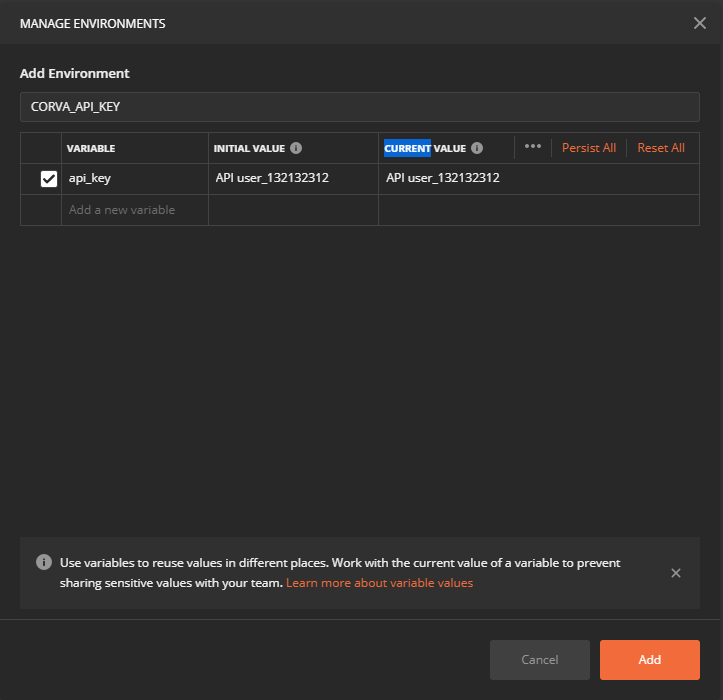 MANAGE ENVIRONMENTS
Add Environment
CORVA_API_KEY
VARIABLE INITIAL VALUE CURRENT VALUE ••• Persist All Reset All
api_key API user_132132312 API user_132132312
Add a new variable
Use variables to reuse values in different places. Work with the current value of a variable to prevent
sharing sensitive values with your team. Learn more about variable values
Cancel Add